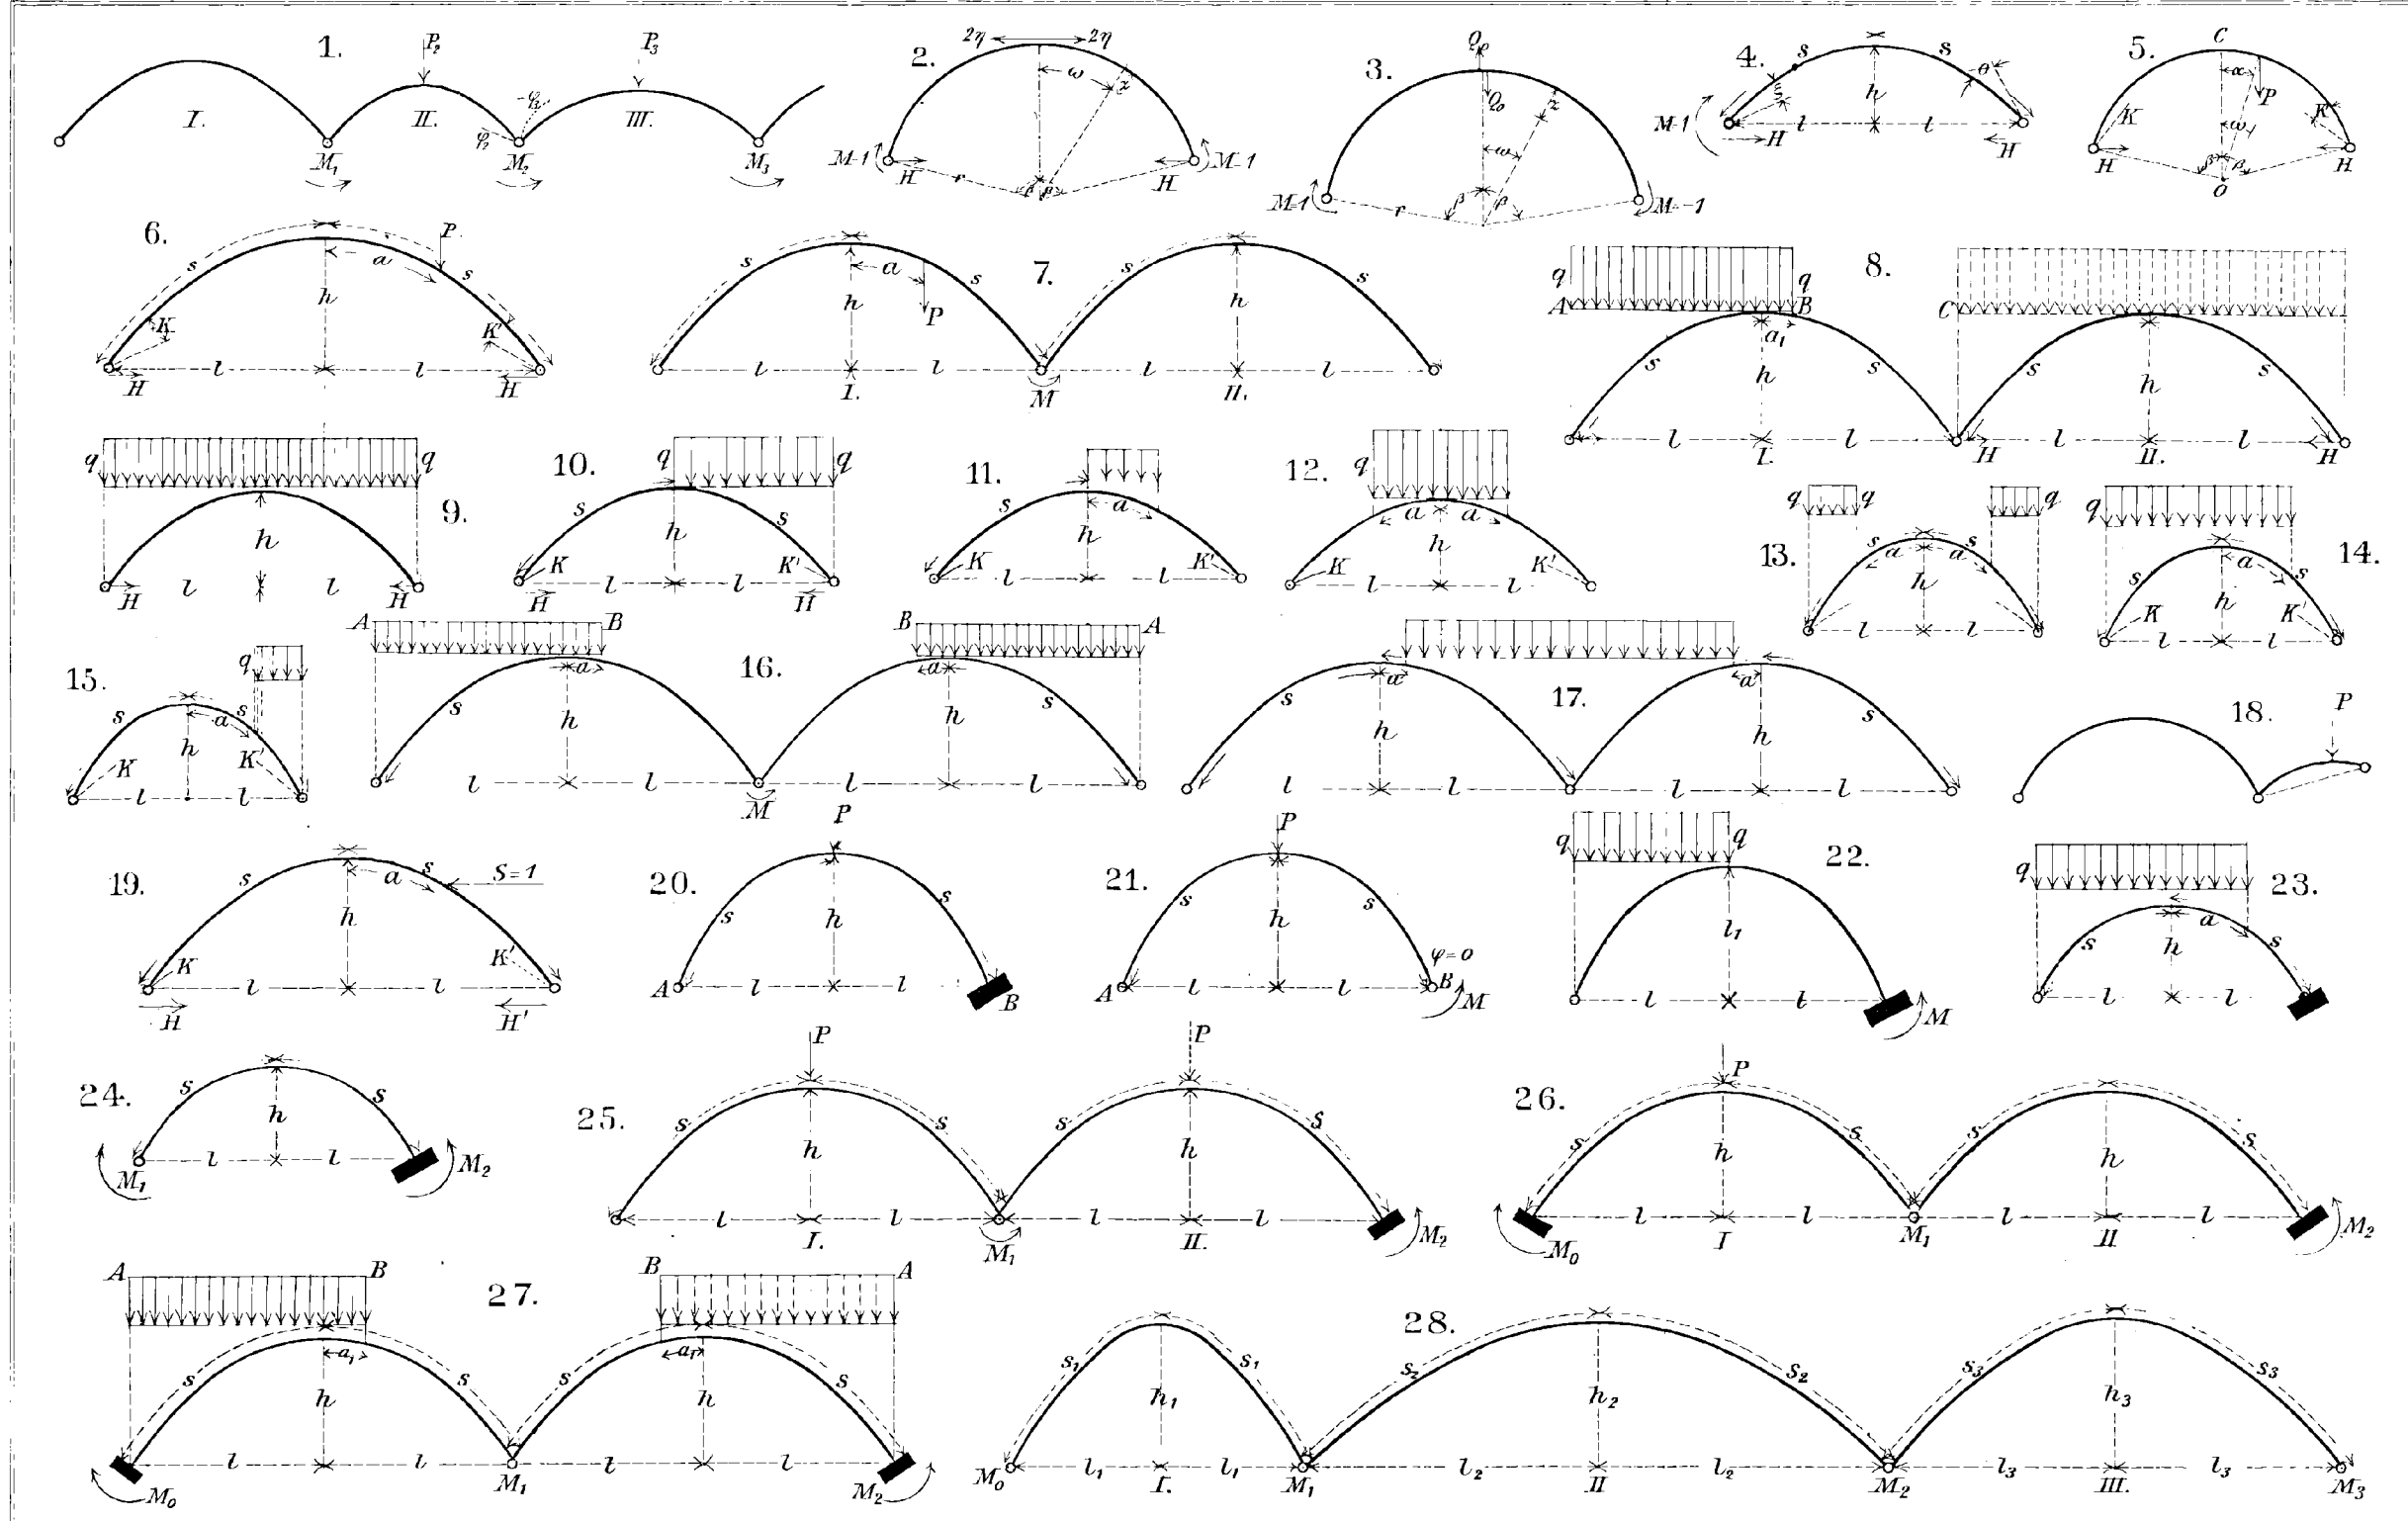 1.
P₂
P₃
I.
II.
III.
φ₂
φ₃
M₁
M₂
M₃
2.
2η
2η
ω
z
M=1
H
r
β
β
H
M=1
3.
Qρ
Q₀
z
ω
M=1
r
β
β
M=1
4.
s
s
θ
ξ
h
M=1
l
l
H
H
5.
C
α
P
K
K
ω
H
β
β
H
O
6.
P
s
a
s
h
K
K'
l
l
H
H
7.
s
a
s
s
s
h
P
h
l
l
l
l
I.
M
II.
8.
q
q
A
B
C
a₁
s
s
s
s
h
h
l
l
l
l
I.
H
II.
H
9.
q
q
h
l
l
H
H
10.
q
q
s
s
h
K
K'
l
l
H
H
11.
s
a
h
K
K'
l
l
12.
q
a
a
h
K
K'
l
l
13.
q
q
q
s
s
a
a
h
l
l
14.
q
s
a
s
h
K
K'
l
l
15.
q
s
s
a
h
K
K'
l
l
16.
A
B
B
A
a
a
s
s
h
h
l
l
l
l
M
17.
a
a
s
s
h
h
l
l
l
l
18.
P
19.
s
s
a
S=1
h
K
K'
l
l
H
H'
20.
P
s
s
h
A
l
l
B
21.
P
s
s
h
φ=0
A
l
l
B
M
22.
q
q
l₁
l
l
M
23.
q
a
s
s
h
l
l
24.
s
s
h
l
l
M₁
M₂
25.
P
P
s
s
s
s
h
h
l
l
l
l
I.
M₁
II.
M₂
26.
P
s
s
s
s
h
h
l
l
l
l
M₀
I
M₁
II
M₂
27.
A
B
B
A
a₁
a₁
s
s
s
s
h
h
l
l
l
l
M₀
M₁
M₂
28.
s₁
s₁
s₂
s₂
s₃
s₃
h₁
h₂
h₃
M₀
l₁
l₁
l₂
l₂
l₃
l₃
I.
M₁
II
M₂
III.
M₃